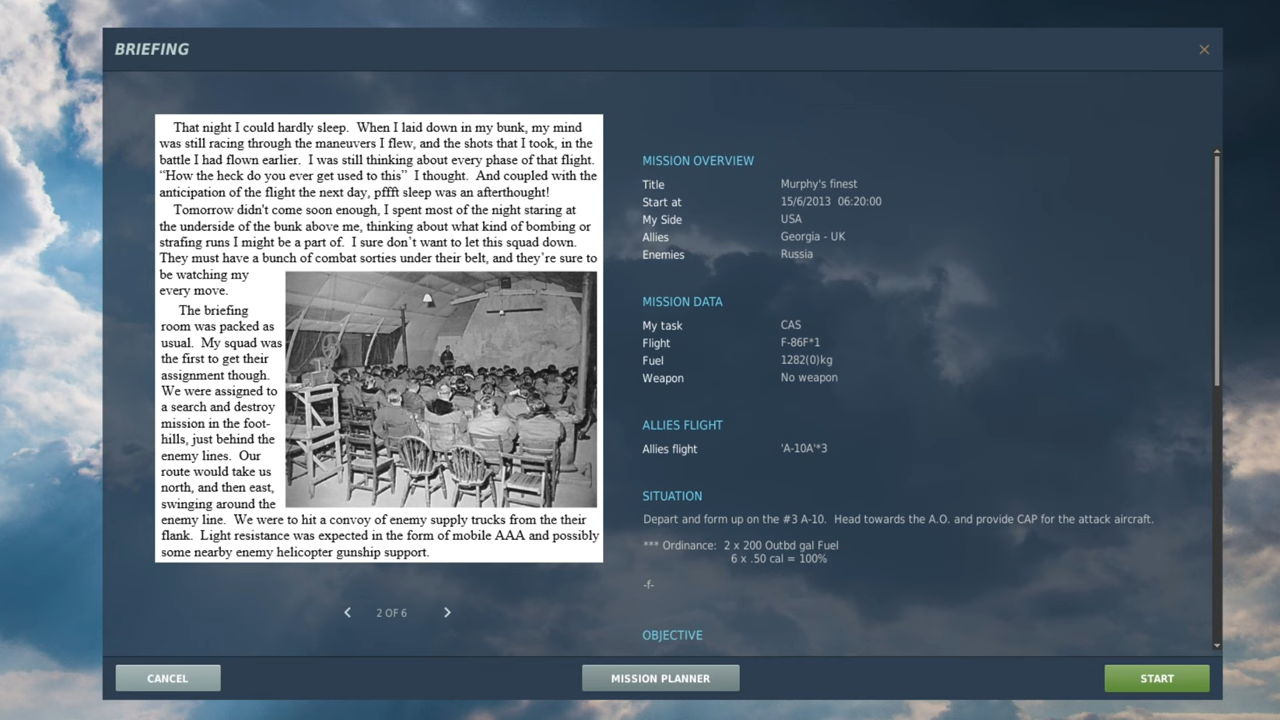 BRIEFING
That night I could hardly sleep.  When I laid down in my bunk, my mind
was still racing through the maneuvers I flew, and the shots that I took, in the
battle I had flown earlier.  I was still thinking about every phase of that flight.
“How the heck do you ever get used to this”  I thought.  And coupled with the
anticipation of the flight the next day, pffft sleep was an afterthought!
Tomorrow didn't come soon enough, I spent most of the night staring at
the underside of the bunk above me, thinking about what kind of bombing or
strafing runs I might be a part of.  I sure don’t want to let this squad down.
They must have a bunch of combat sorties under their belt, and they’re sure to
be watching my
every move.
The briefing
room was packed as
usual.  My squad was
the first to get their
assignment though.
We were assigned to
a search and destroy
mission in the foot-
hills, just behind the
enemy lines.  Our
route would take us
north, and then east,
swinging around the
enemy line.  We were to hit a convoy of enemy supply trucks from the their
flank.  Light resistance was expected in the form of mobile AAA and possibly
some nearby enemy helicopter gunship support.
2 OF 6
MISSION OVERVIEW
Title Murphy's finest
Start at 15/6/2013  06:20:00
My Side USA
Allies Georgia - UK
Enemies Russia
MISSION DATA
My task CAS
Flight F-86F*1
Fuel 1282(0)kg
Weapon No weapon
ALLIES FLIGHT
Allies flight 'A-10A'*3
SITUATION
Depart and form up on the #3 A-10.  Head towards the A.O. and provide CAP for the attack aircraft.
*** Ordinance:  2 x 200 Outbd gal Fuel
6 x .50 cal = 100%
-f-
OBJECTIVE
CANCEL
MISSION PLANNER
START